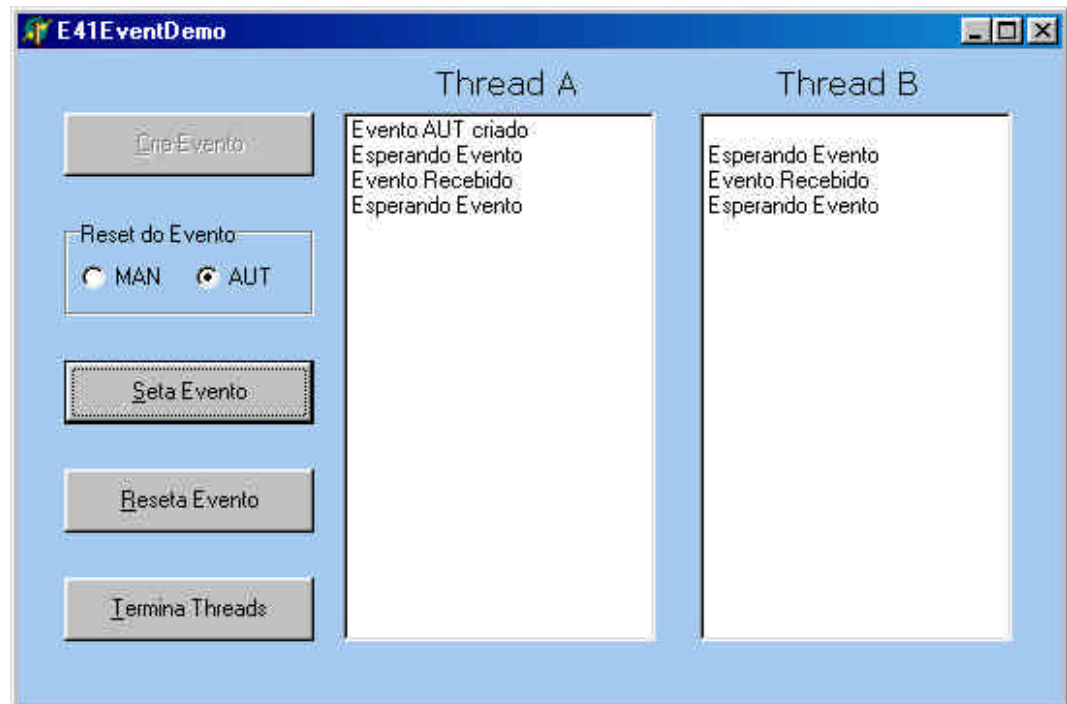 E41EventDemo
Thread A
Thread B
Cria Evento
Reset do Evento
MAN
AUT
Seta Evento
Reseta Evento
Termina Threads
Evento AUT criado
Esperando Evento
Evento Recebido
Esperando Evento
Esperando Evento
Evento Recebido
Esperando Evento